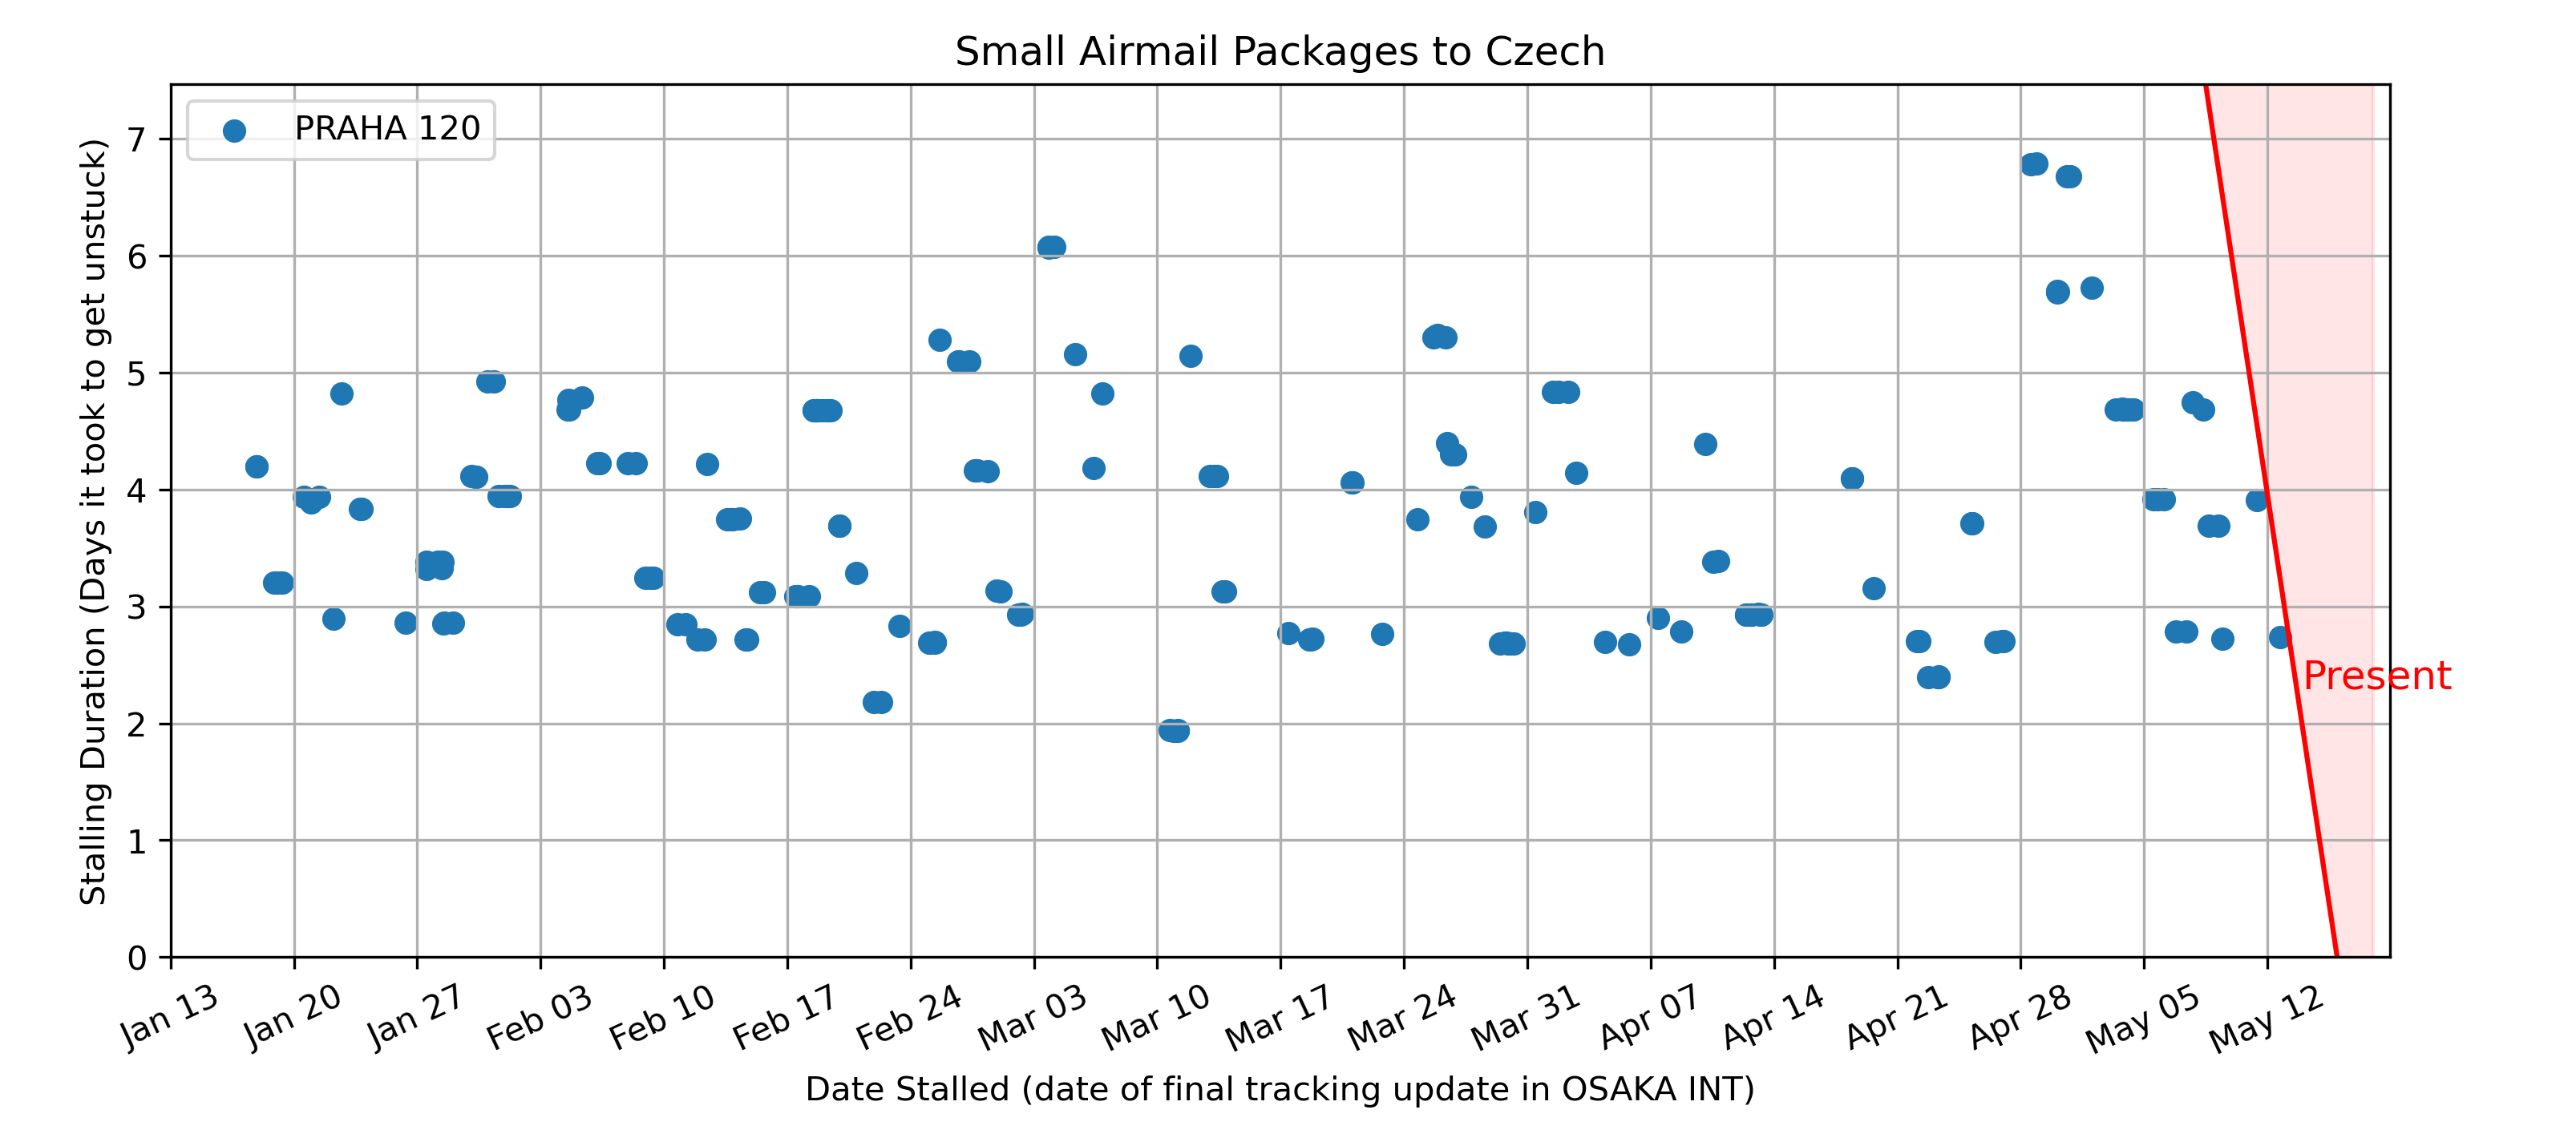 Small Airmail Packages to Czech
PRAHA 120
Stalling Duration (Days it took to get unstuck)
7
6
5
4
3
2
1
0
Present
Jan 13
Jan 20
Jan 27
Feb 03
Feb 10
Feb 17
Feb 24
Mar 03
Mar 10
Mar 17
Mar 24
Mar 31
Apr 07
Apr 14
Apr 21
Apr 28
May 05
May 12
Date Stalled (date of final tracking update in OSAKA INT)